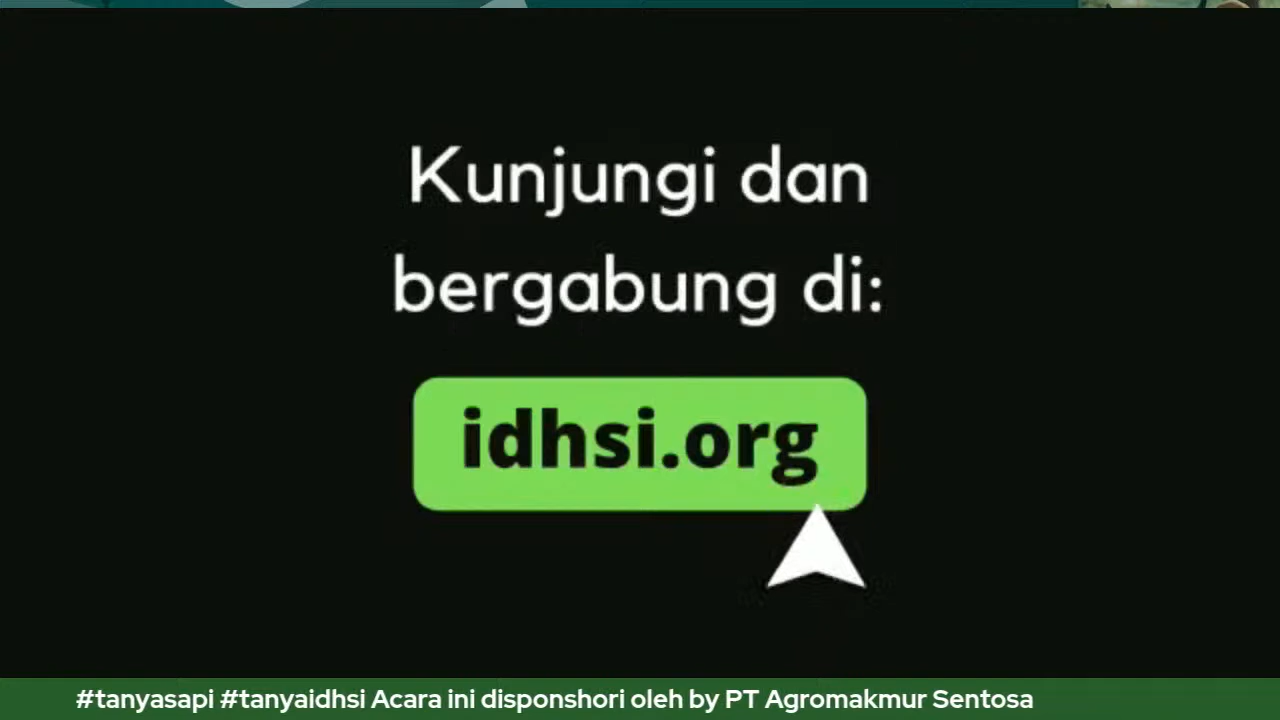 Kunjungi dan
bergabung di:
idhsi.org
#tanyasapi #tanyaidhsi Acara ini disponshori oleh by PT Agromakmur Sentosa